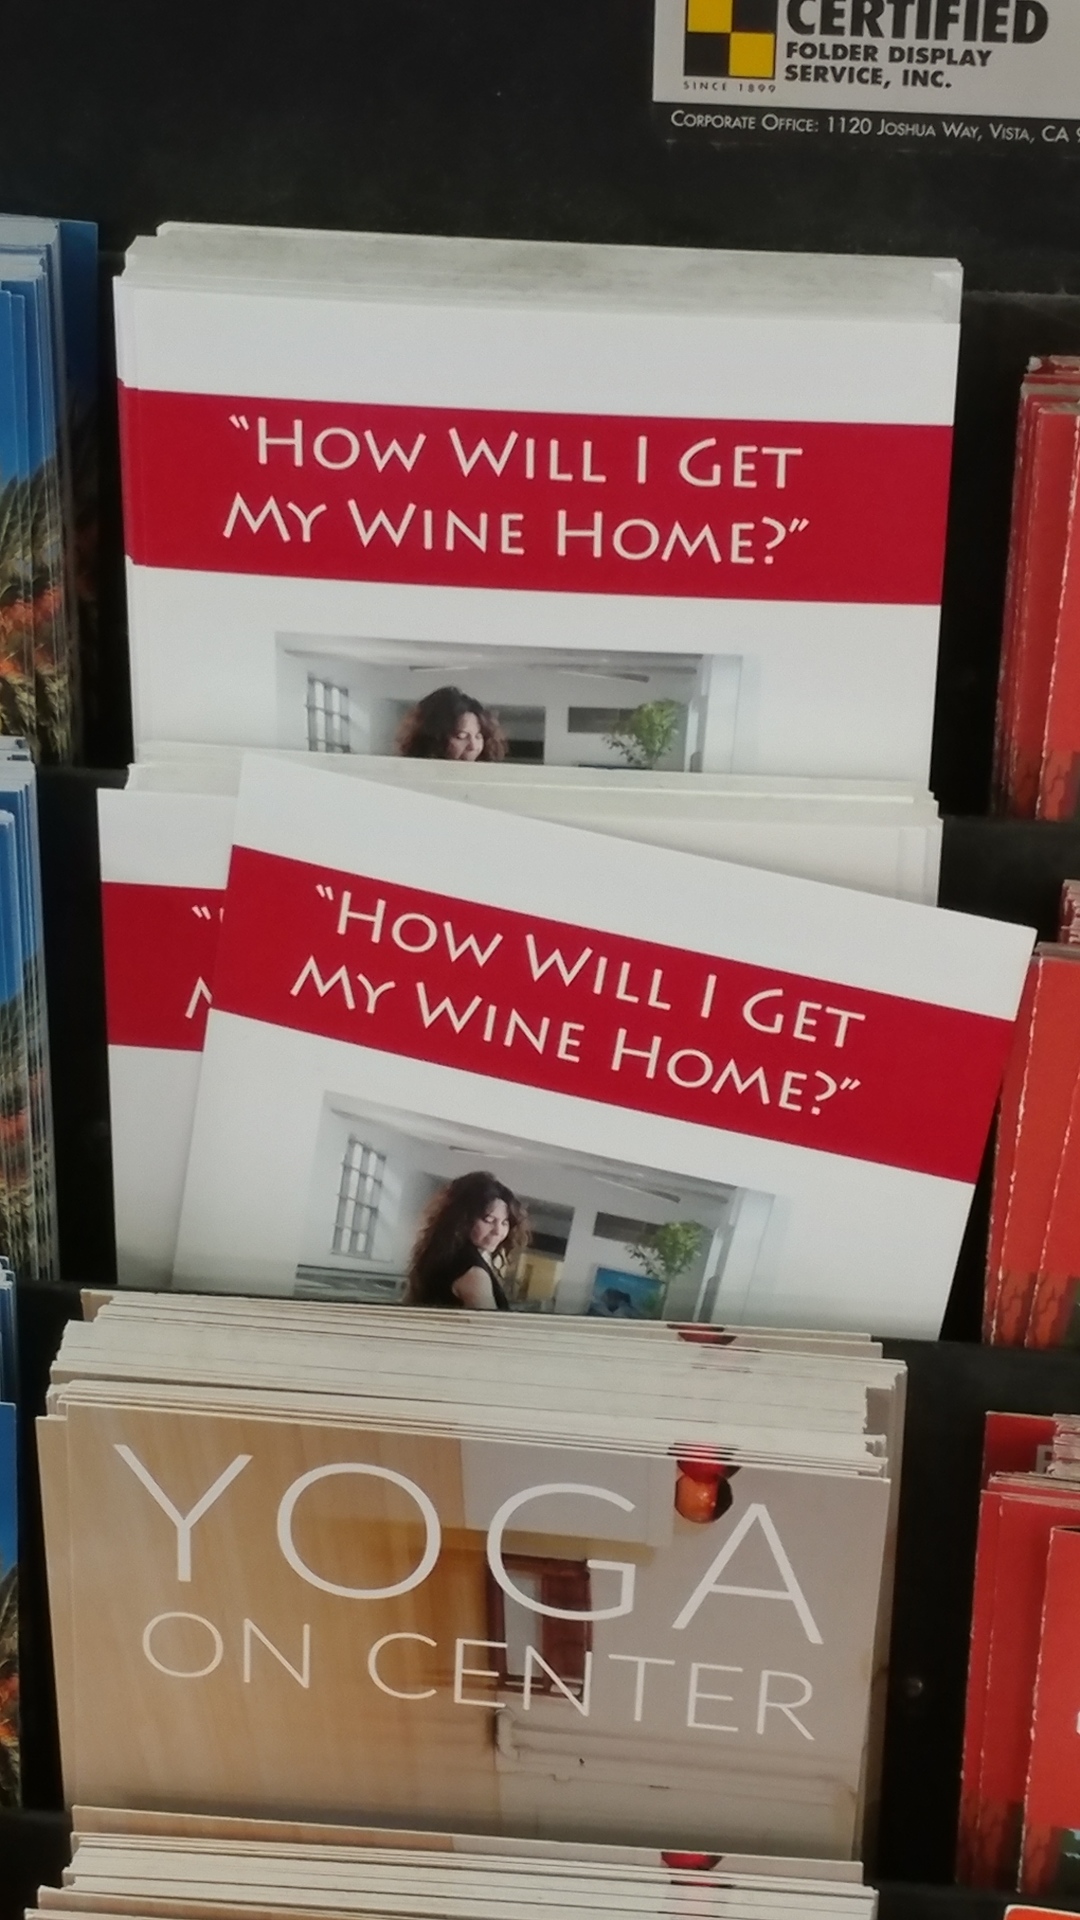 CERTIFIED
FOLDER DISPLAY
SERVICE, INC.
SINCE 1899
CORPORATE OFFICE: 1120 JOSHUA WAY, VISTA, CA
"HOW WILL I GET
MY WINE HOME?"
"HOW WILL I GET
MY WINE HOME?"
YOGA
ON CENTER